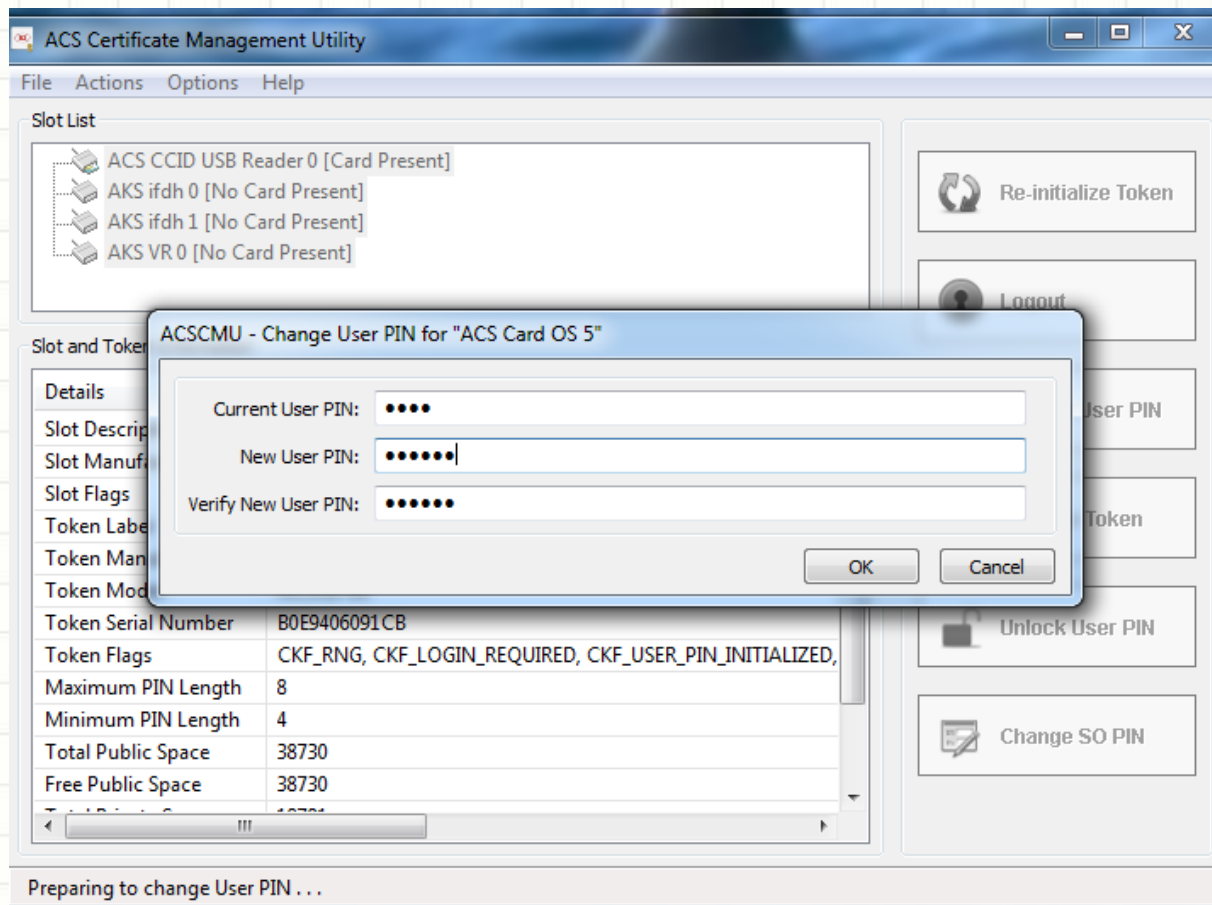 ACS Certificate Management Utility
File Actions Options Help
Slot List
ACS CCID USB Reader 0 [Card Present]
AKS ifdh 0 [No Card Present]
AKS ifdh 1 [No Card Present]
AKS VR 0 [No Card Present]
Re-initialize Token
Logout
User PIN
Token
Unlock User PIN
Change SO PIN
Slot and Token
Details
Slot Descrip
Slot Manufa
Slot Flags
Token Labe
Token Man
Token Mod
Token Serial Number B0E9406091CB
Token Flags CKF_RNG, CKF_LOGIN_REQUIRED, CKF_USER_PIN_INITIALIZED,
Maximum PIN Length 8
Minimum PIN Length 4
Total Public Space 38730
Free Public Space 38730
ACSCMU - Change User PIN for "ACS Card OS 5"
Current User PIN: ••••
New User PIN: ••••••
Verify New User PIN: ••••••
OK Cancel
Preparing to change User PIN . . .